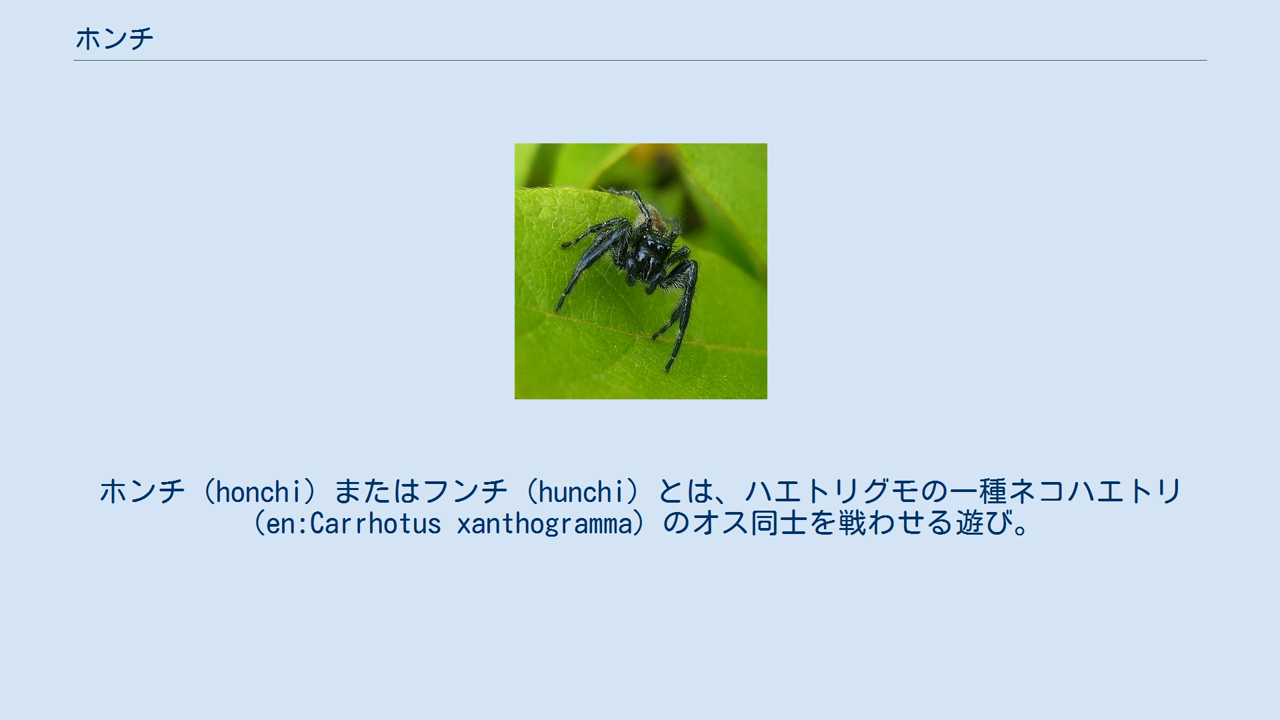 ホンチ
ホンチ（honchi）またはフンチ（hunchi）とは、ハエトリグモの一種ネコハエトリ
（en:Carrhotus xanthogramma）のオス同士を戦わせる遊び。